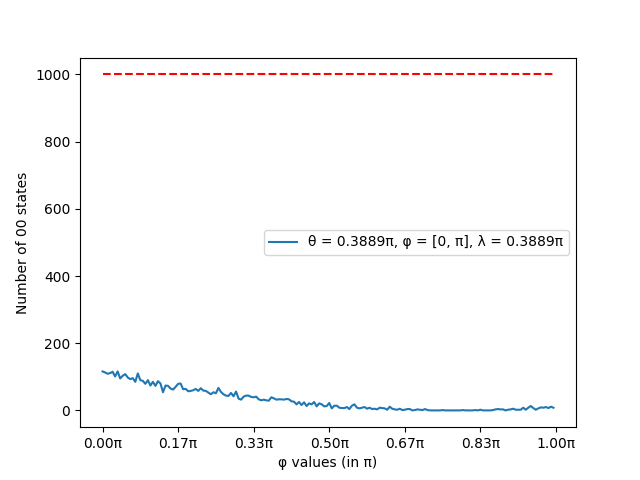 1000
800
600
400
200
0
Number of 00 states
θ = 0.3889π, φ = [0, π], λ = 0.3889π
0.00π 0.17π 0.33π 0.50π 0.67π 0.83π 1.00π
φ values (in π)